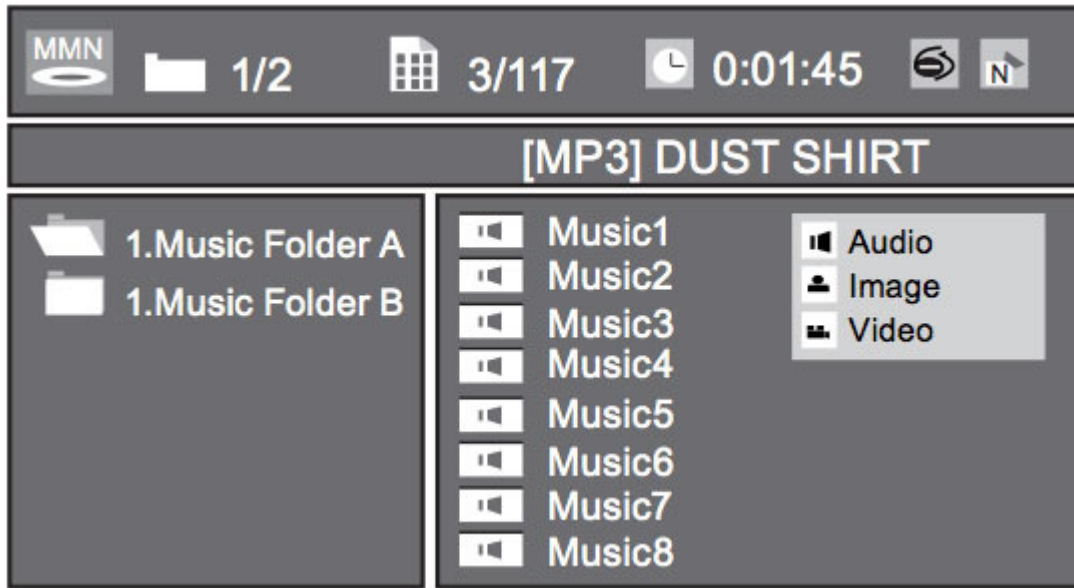 MMN 1/2 3/117 0:01:45 N
[MP3] DUST SHIRT
1.Music Folder A
1.Music Folder B
Music1
Music2
Music3
Music4
Music5
Music6
Music7
Music8
Audio
Image
Video